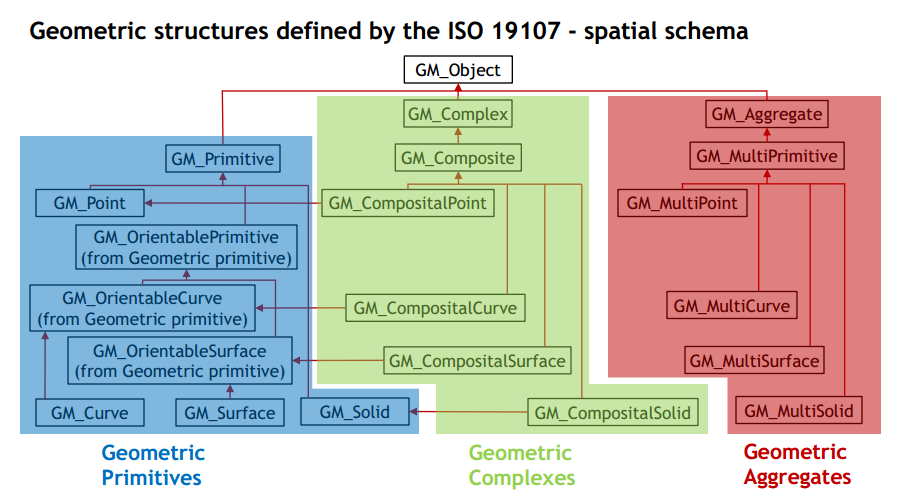 Geometric structures defined by the ISO 19107 - spatial schema
GM_Object
GM_Complex
GM_Aggregate
GM_Primitive
GM_Composite
GM_MultiPrimitive
GM_Point
GM_CompositalPoint
GM_MultiPoint
GM_OrientablePrimitive
(from Geometric primitive)
GM_OrientableCurve
(from Geometric primitive)
GM_CompositalCurve
GM_MultiCurve
GM_OrientableSurface
(from Geometric primitive)
GM_CompositalSurface
GM_MultiSurface
GM_Curve
GM_Surface
GM_Solid
GM_CompositalSolid
GM_MultiSolid
Geometric
Primitives
Geometric
Complexes
Geometric
Aggregates